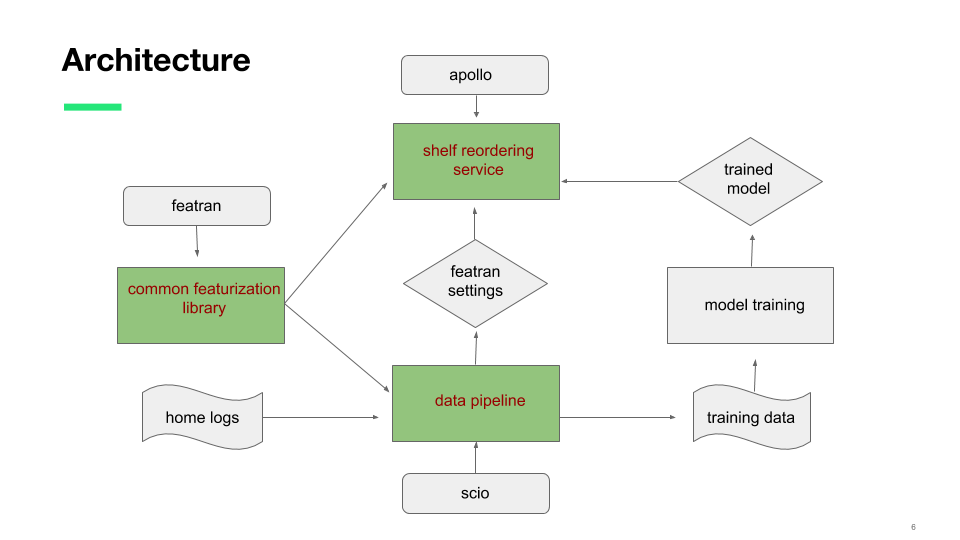 Architecture
apollo
shelf reordering
service
trained
model
featran
common featurization
library
featran
settings
model training
data pipeline
home logs
training data
scio
6